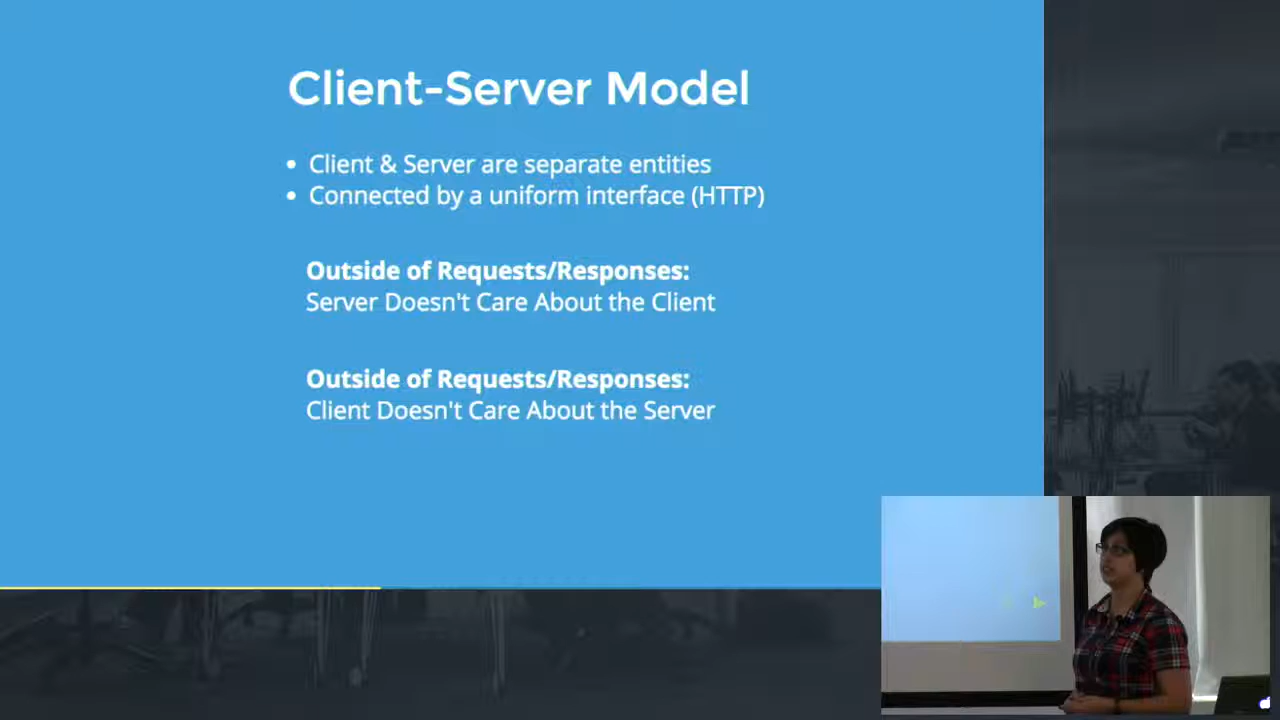 Client-Server Model
Client & Server are separate entities
Connected by a uniform interface (HTTP)
Outside of Requests/Responses:
Server Doesn't Care About the Client
Outside of Requests/Responses:
Client Doesn't Care About the Server